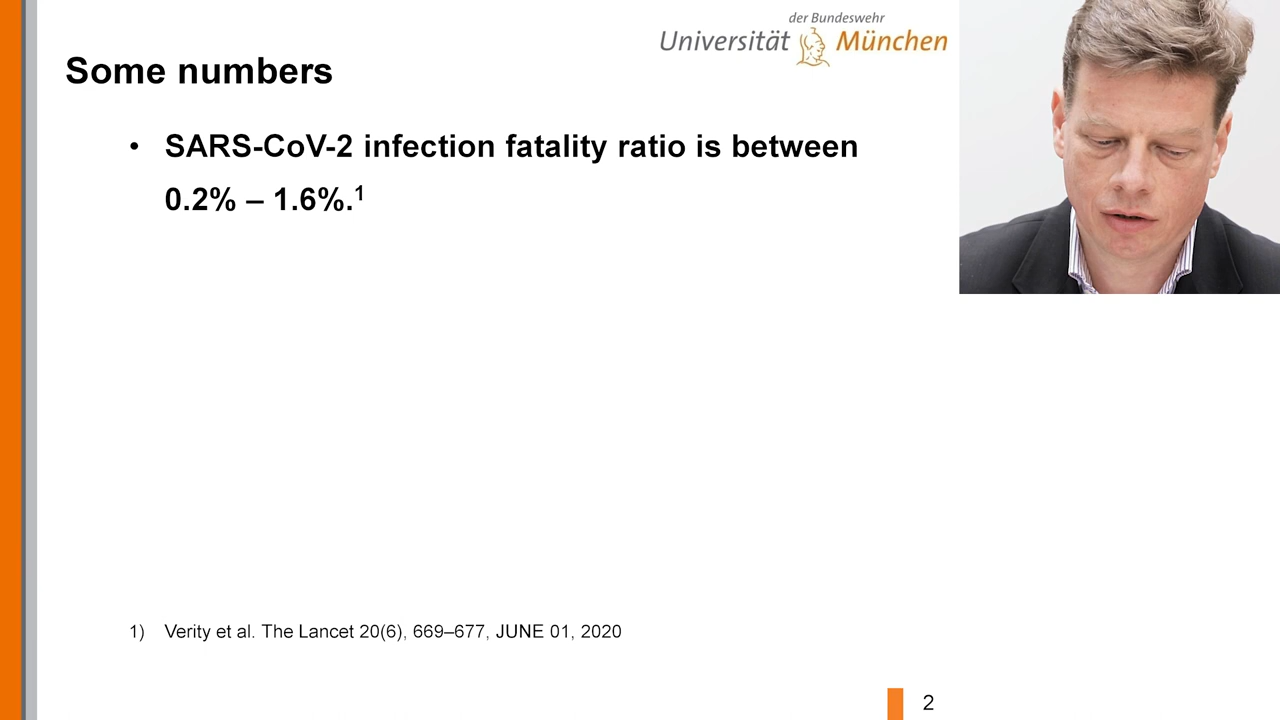 der Bundeswehr
Universität München
Some numbers
• SARS-CoV-2 infection fatality ratio is between
0.2% – 1.6%.¹
1) Verity et al. The Lancet 20(6), 669–677, JUNE 01, 2020
2